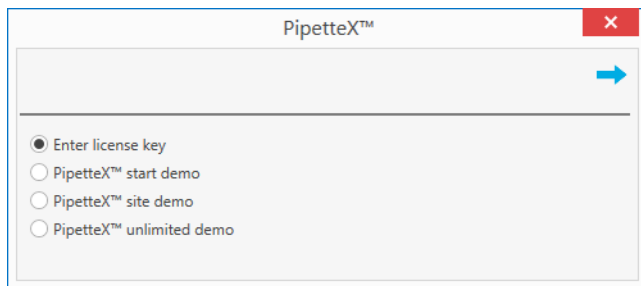 PipetteX™
Enter license key
PipetteX™ start demo
PipetteX™ site demo
PipetteX™ unlimited demo